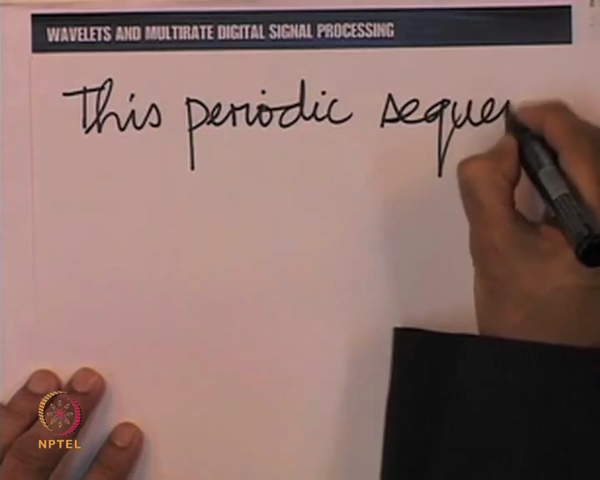 WAVELETS AND MULTIRATE DIGITAL SIGNAL PROCESSING
This periodic seque
NPTEL